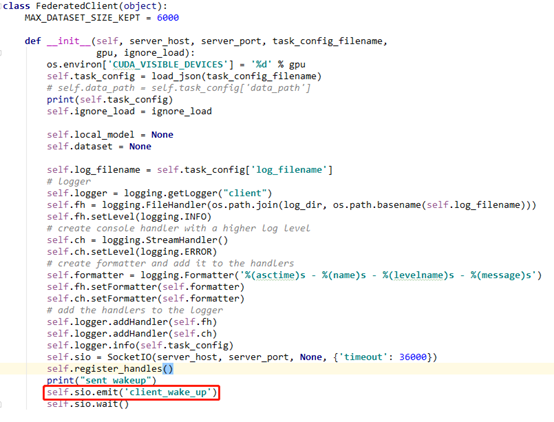 class FederatedClient(object):
    MAX_DATASET_SIZE_KEPT = 6000

    def __init__(self, server_host, server_port, task_config_filename,
                 gpu, ignore_load):
        os.environ['CUDA_VISIBLE_DEVICES'] = '%d' % gpu
        self.task_config = load_json(task_config_filename)
        # self.data_path = self.task_config['data_path']
        print(self.task_config)
        self.ignore_load = ignore_load

        self.local_model = None
        self.dataset = None

        self.log_filename = self.task_config['log_filename']
        # logger
        self.logger = logging.getLogger("client")
        self.fh = logging.FileHandler(os.path.join(log_dir, os.path.basename(self.log_filename)))
        self.fh.setLevel(logging.INFO)
        # create console handler with a higher log level
        self.ch = logging.StreamHandler()
        self.ch.setLevel(logging.ERROR)
        # create formatter and add it to the handlers
        self.formatter = logging.Formatter('%(asctime)s - %(name)s - %(levelname)s - %(message)s')
        self.fh.setFormatter(self.formatter)
        self.ch.setFormatter(self.formatter)
        # add the handlers to the logger
        self.logger.addHandler(self.fh)
        self.logger.addHandler(self.ch)
        self.logger.info(self.task_config)
        self.sio = SocketIO(server_host, server_port, None, {'timeout': 36000})
        self.register_handles()
        print("sent wakeup")
        self.sio.emit('client_wake_up')
        self.sio.wait()